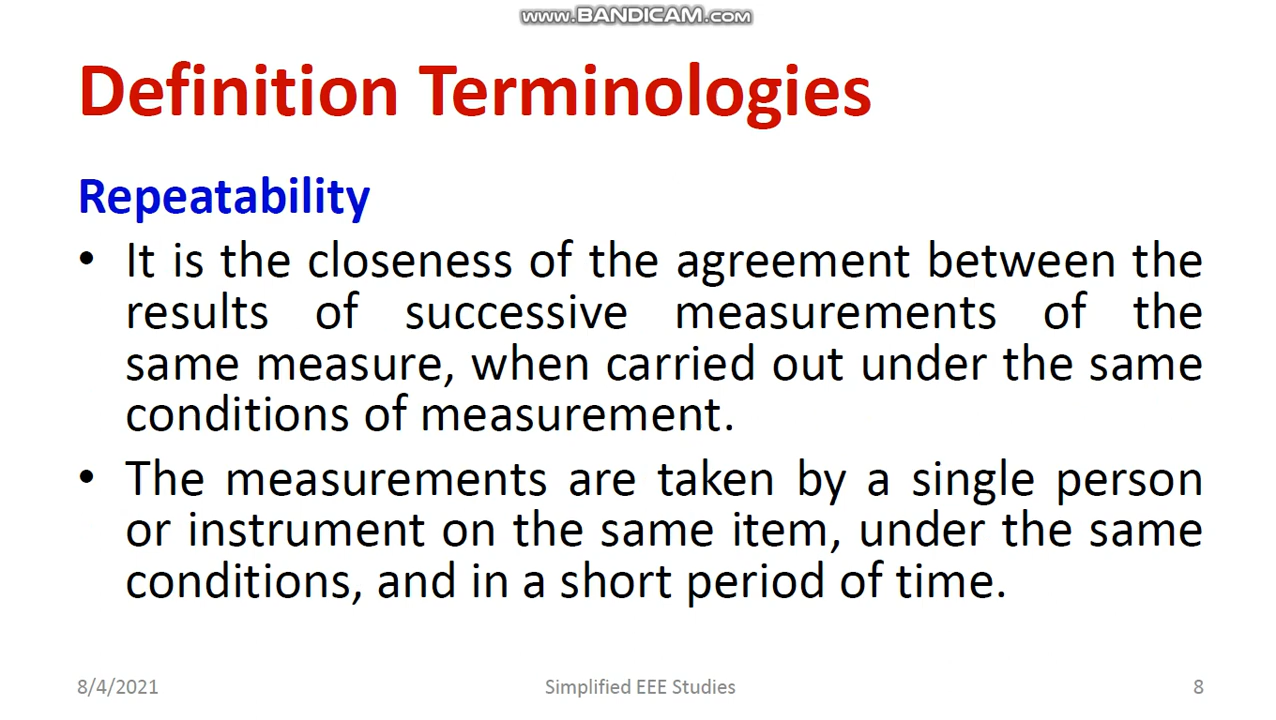 www.BANDICAM.com
Definition Terminologies
Repeatability
• It is the closeness of the agreement between the
results of successive measurements of the
same measure, when carried out under the same
conditions of measurement.
• The measurements are taken by a single person
or instrument on the same item, under the same
conditions, and in a short period of time.
8/4/2021 Simplified EEE Studies 8